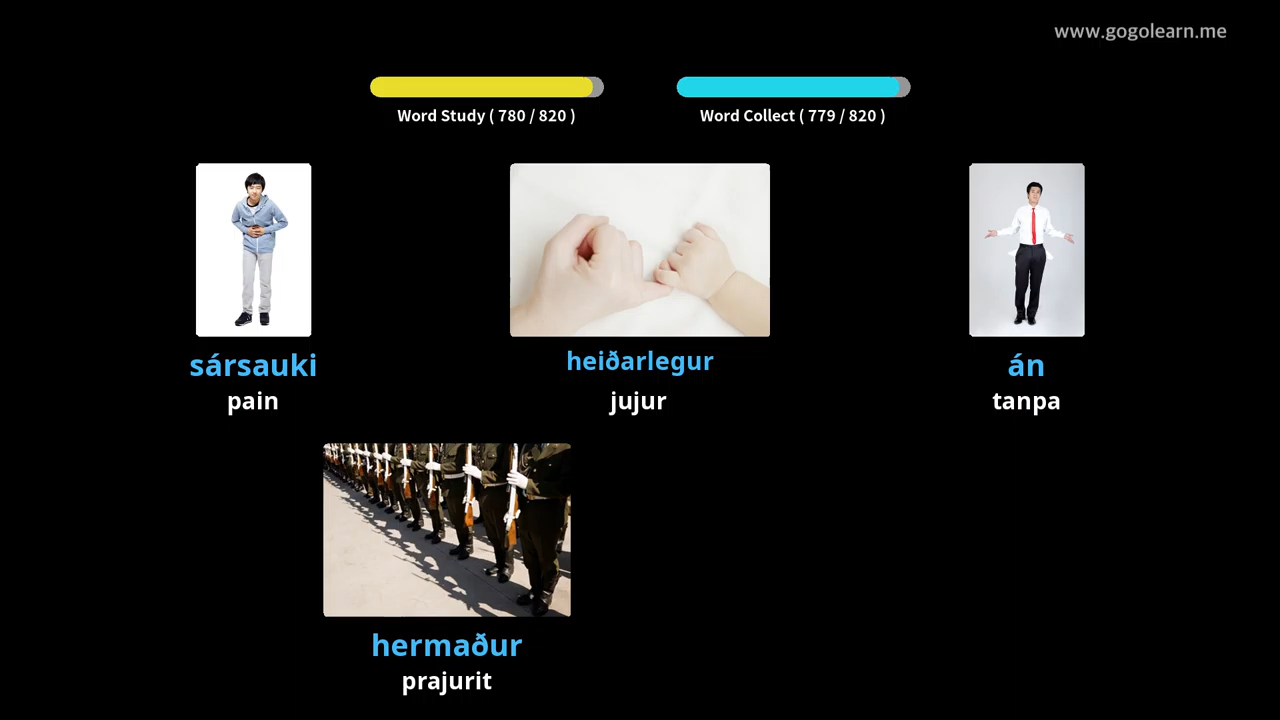 www.gogolearn.me
Word Study ( 780 / 820 )
Word Collect ( 779 / 820 )
sársauki
pain
heiðarlegur
jujur
án
tanpa
hermaður
prajurit